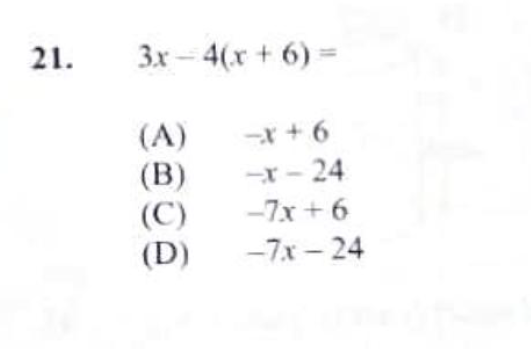 21. 3x – 4(x + 6) =
(A) –x + 6
(B) –x – 24
(C) –7x + 6
(D) –7x – 24